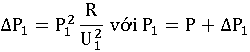 ΔP₁ = P₁² R/U₁² với P₁ = P + ΔP₁